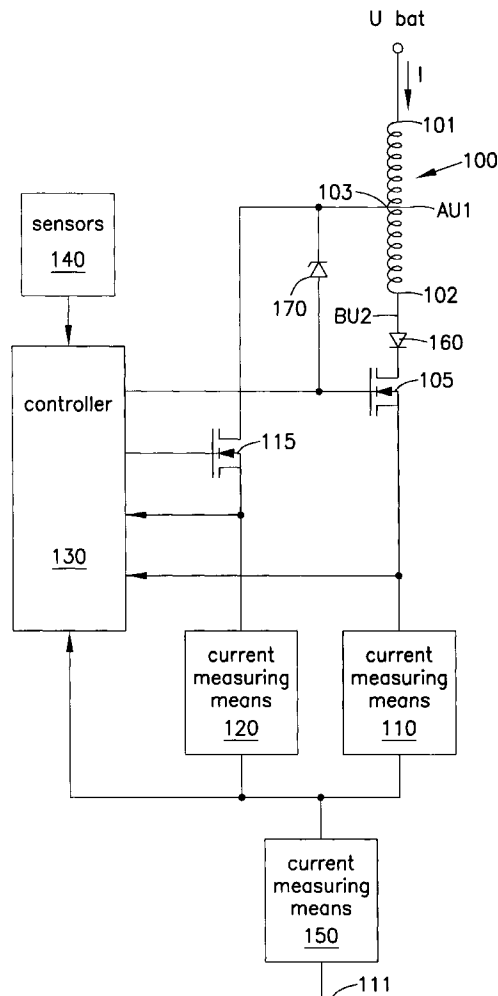 U bat
I
101
100
103
AU1
sensors
140
170
102
BU2
160
105
controller
115
130
current
measuring
means
120
current
measuring
means
110
current
measuring
means
150
111